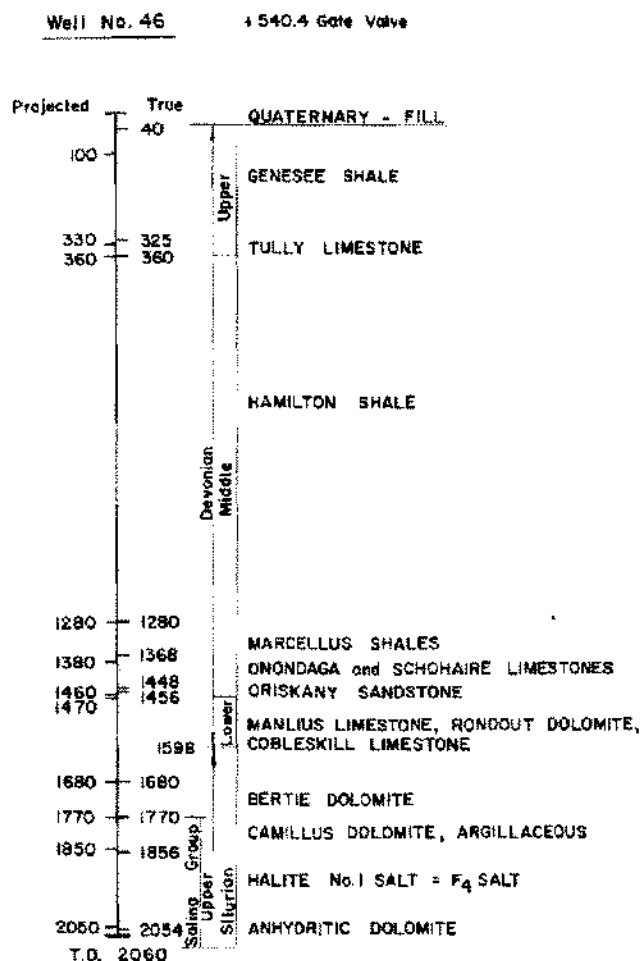 Well No. 46 + 540.4 Gate Valve
Projected True
QUATERNARY - FILL
40
100
GENESEE SHALE
Upper
330 325
TULLY LIMESTONE
360 360
HAMILTON SHALE
Devonian
Middle
1280 1280
MARCELLUS SHALES
1380 1368
ONONDAGA and SCHOHAIRE LIMESTONES
1448
1460 1456
ORISKANY SANDSTONE
1470
Lower
MANLIUS LIMESTONE, RONDOUT DOLOMITE,
1598
COBLESKILL LIMESTONE
1680 1680
BERTIE DOLOMITE
1770 1770
CAMILLUS DOLOMITE, ARGILLACEOUS
1850 1856
Salina Group
Upper
Silurian
HALITE No.1 SALT = F4 SALT
2050 2054
ANHYDRITIC DOLOMITE
T.D. 2060